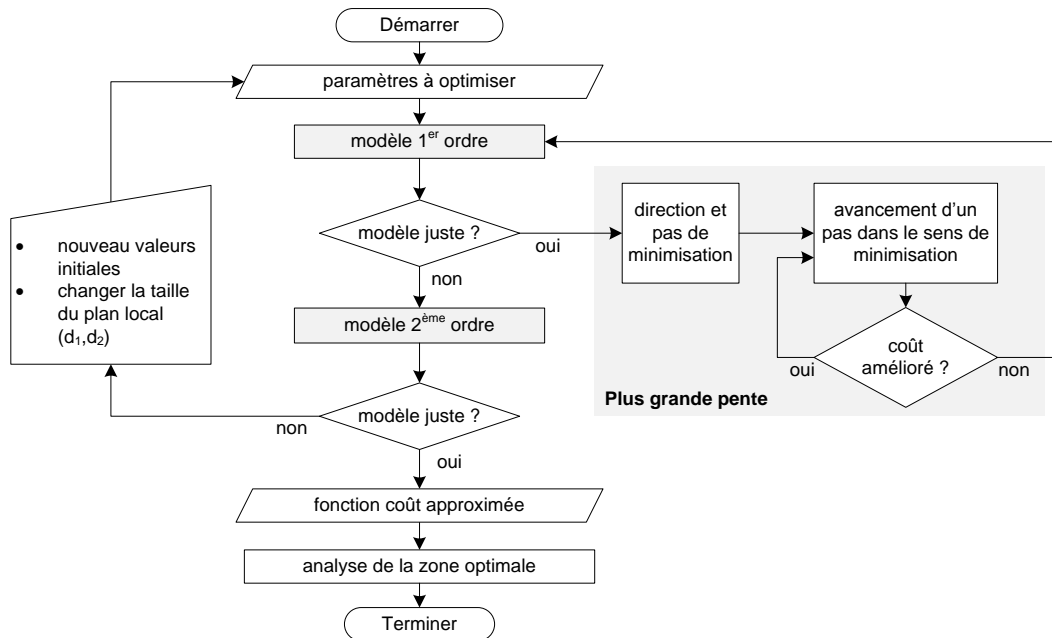 Démarrer
paramètres à optimiser
modèle 1er ordre
modèle juste ?
oui
non
direction et
pas de
minimisation
avancement d'un
pas dans le sens de
minimisation
coût
amélioré ?
oui
non
Plus grande pente
• nouveau valeurs
initiales
• changer la taille
du plan local
(d1,d2)
modèle 2ème ordre
modèle juste ?
non
oui
fonction coût approximée
analyse de la zone optimale
Terminer